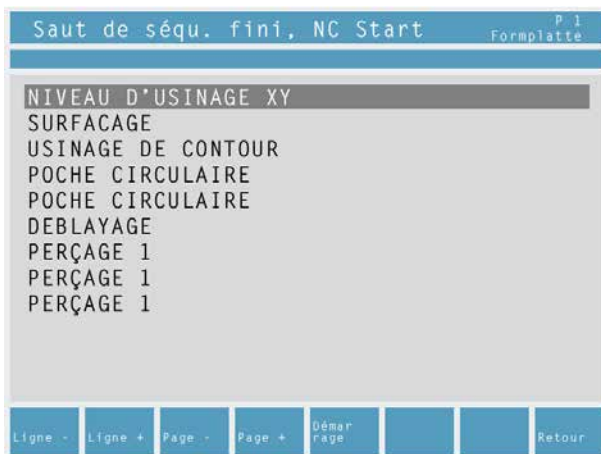 Saut de séqu. fini, NC Start
P 1
Formplatte
NIVEAU D'USINAGE XY
SURFACAGE
USINAGE DE CONTOUR
POCHE CIRCULAIRE
POCHE CIRCULAIRE
DEBLAYAGE
PERÇAGE 1
PERÇAGE 1
PERÇAGE 1
Ligne -
Ligne +
Page -
Page +
Démar
rage
Retour